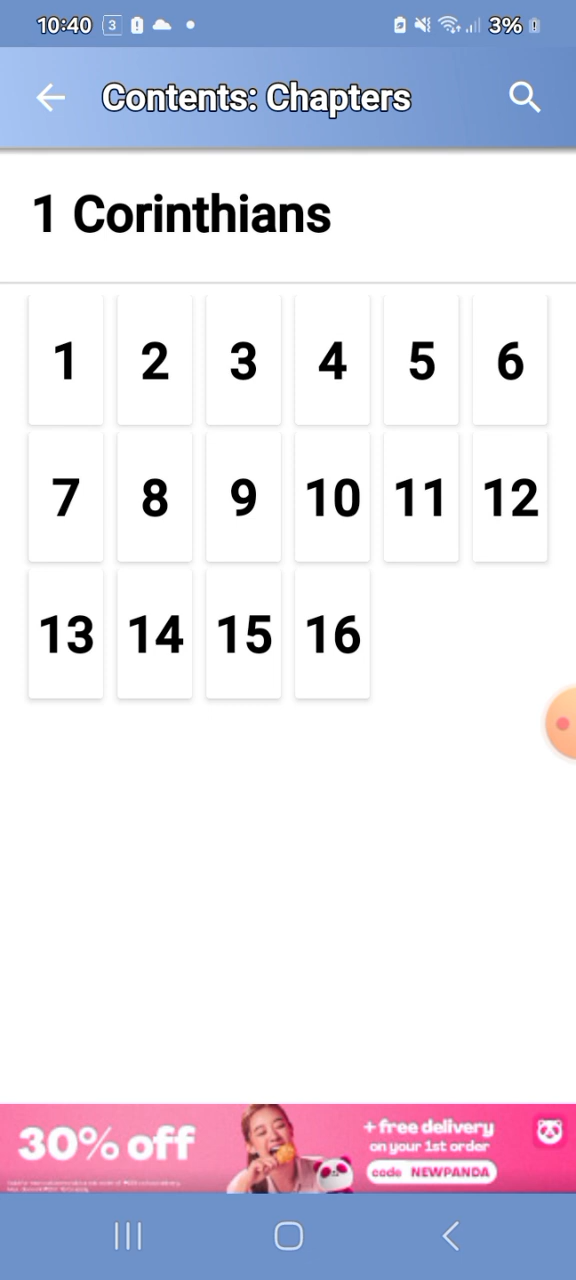 10:40 3 3%
Contents: Chapters
1 Corinthians
1 2 3 4 5 6
7 8 9 10 11 12
13 14 15 16
30% off
+ free delivery
on your 1st order
code NEWPANDA